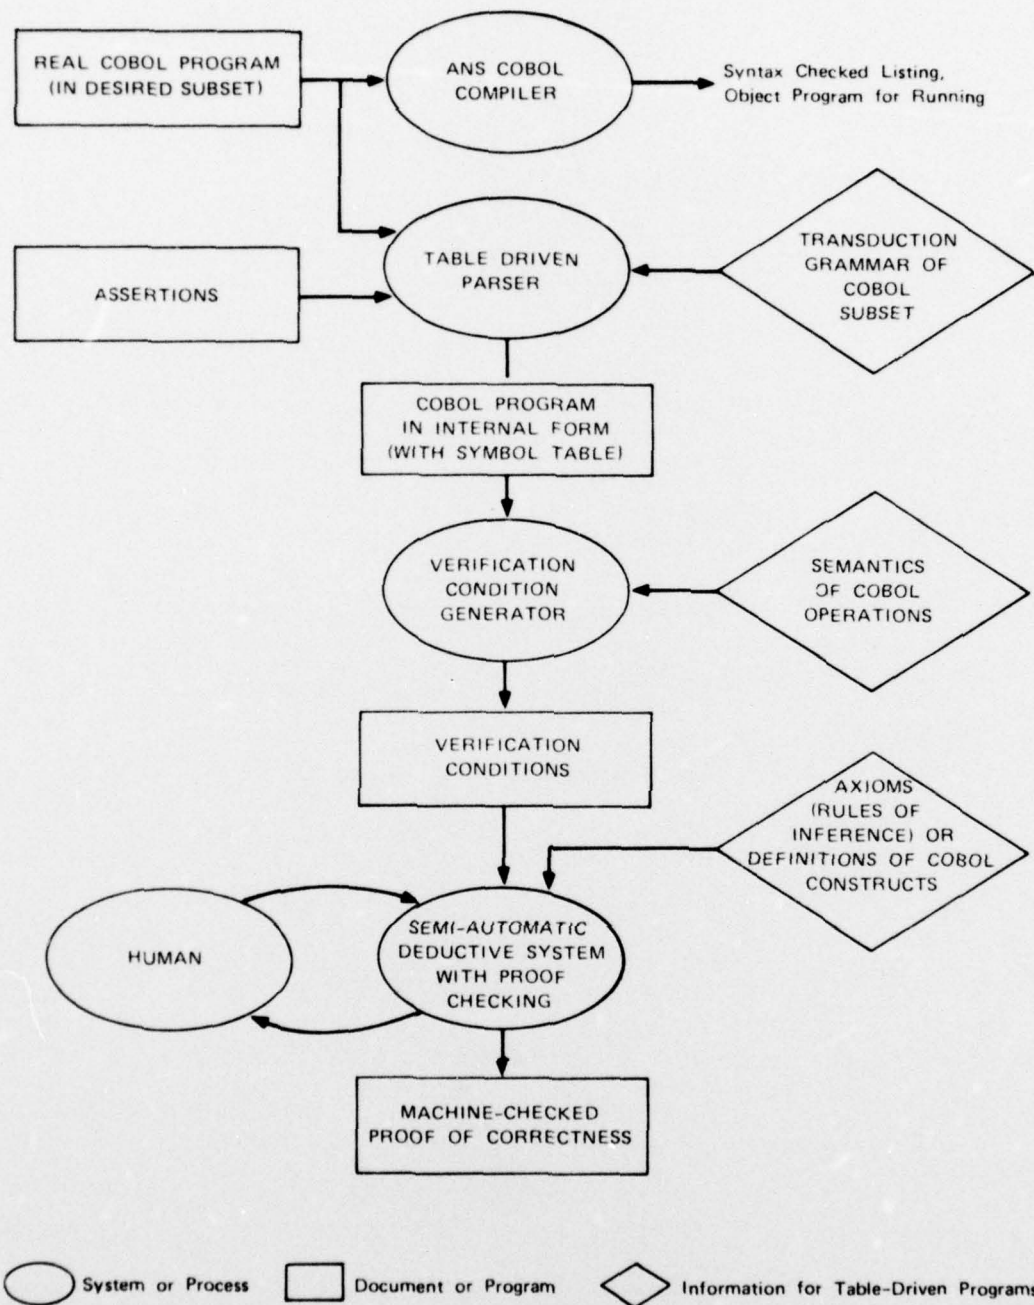 REAL COBOL PROGRAM
(IN DESIRED SUBSET)
ANS COBOL
COMPILER
Syntax Checked Listing,
Object Program for Running
ASSERTIONS
TABLE DRIVEN
PARSER
TRANSDUCTION
GRAMMAR OF
COBOL
SUBSET
COBOL PROGRAM
IN INTERNAL FORM
(WITH SYMBOL TABLE)
VERIFICATION
CONDITION
GENERATOR
SEMANTICS
OF COBOL
OPERATIONS
VERIFICATION
CONDITIONS
AXIOMS
(RULES OF
INFERENCE) OR
DEFINITIONS OF COBOL
CONSTRUCTS
HUMAN
SEMI-AUTOMATIC
DEDUCTIVE SYSTEM
WITH PROOF
CHECKING
MACHINE-CHECKED
PROOF OF CORRECTNESS
System or Process
Document or Program
Information for Table-Driven Program